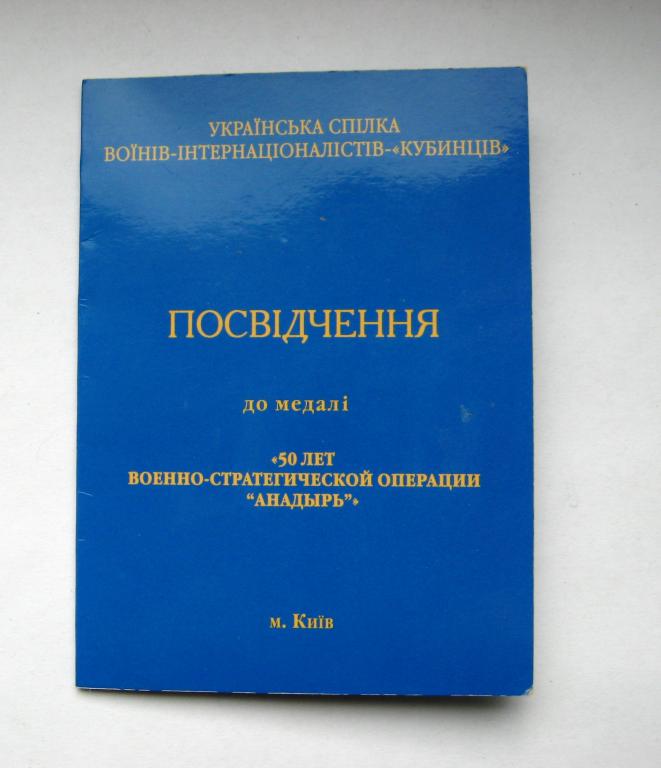 УКРАЇНСЬКА СПІЛКА
ВОЇНІВ-ІНТЕРНАЦІОНАЛІСТІВ-«КУБИНЦІВ»
ПОСВІДЧЕННЯ
до медалі
«50 ЛЕТ
ВОЕННО-СТРАТЕГИЧЕСКОЙ ОПЕРАЦИИ
“АНАДЫРЬ”»
м. Київ